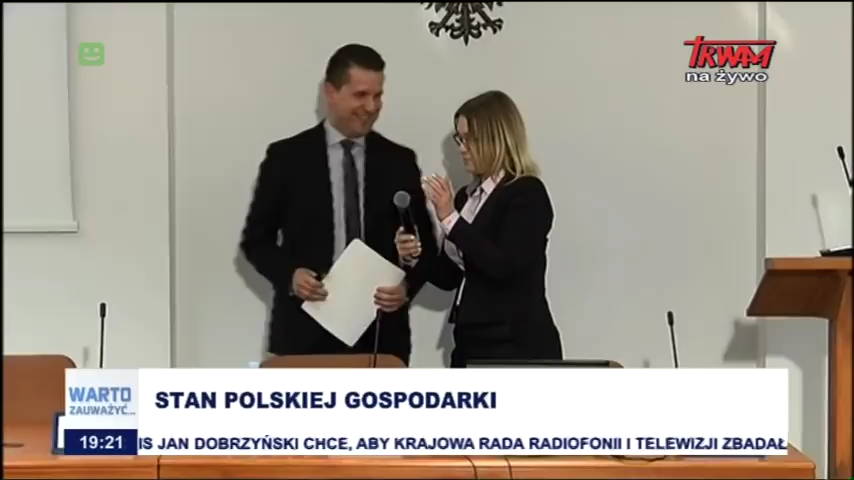 TRWAM
na żywo
WARTO
ZAUWAŻYĆ...
STAN POLSKIEJ GOSPODARKI
19:21
IS JAN DOBRZYŃSKI CHCE, ABY KRAJOWA RADA RADIOFONII I TELEWIZJI ZBADAŁ